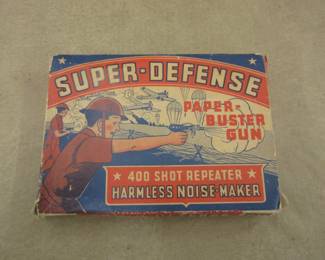 SUPER-DEFENSE
PAPER-
BUSTER
GUN
★ 400 SHOT REPEATER ★
HARMLESS NOISE-MAKER